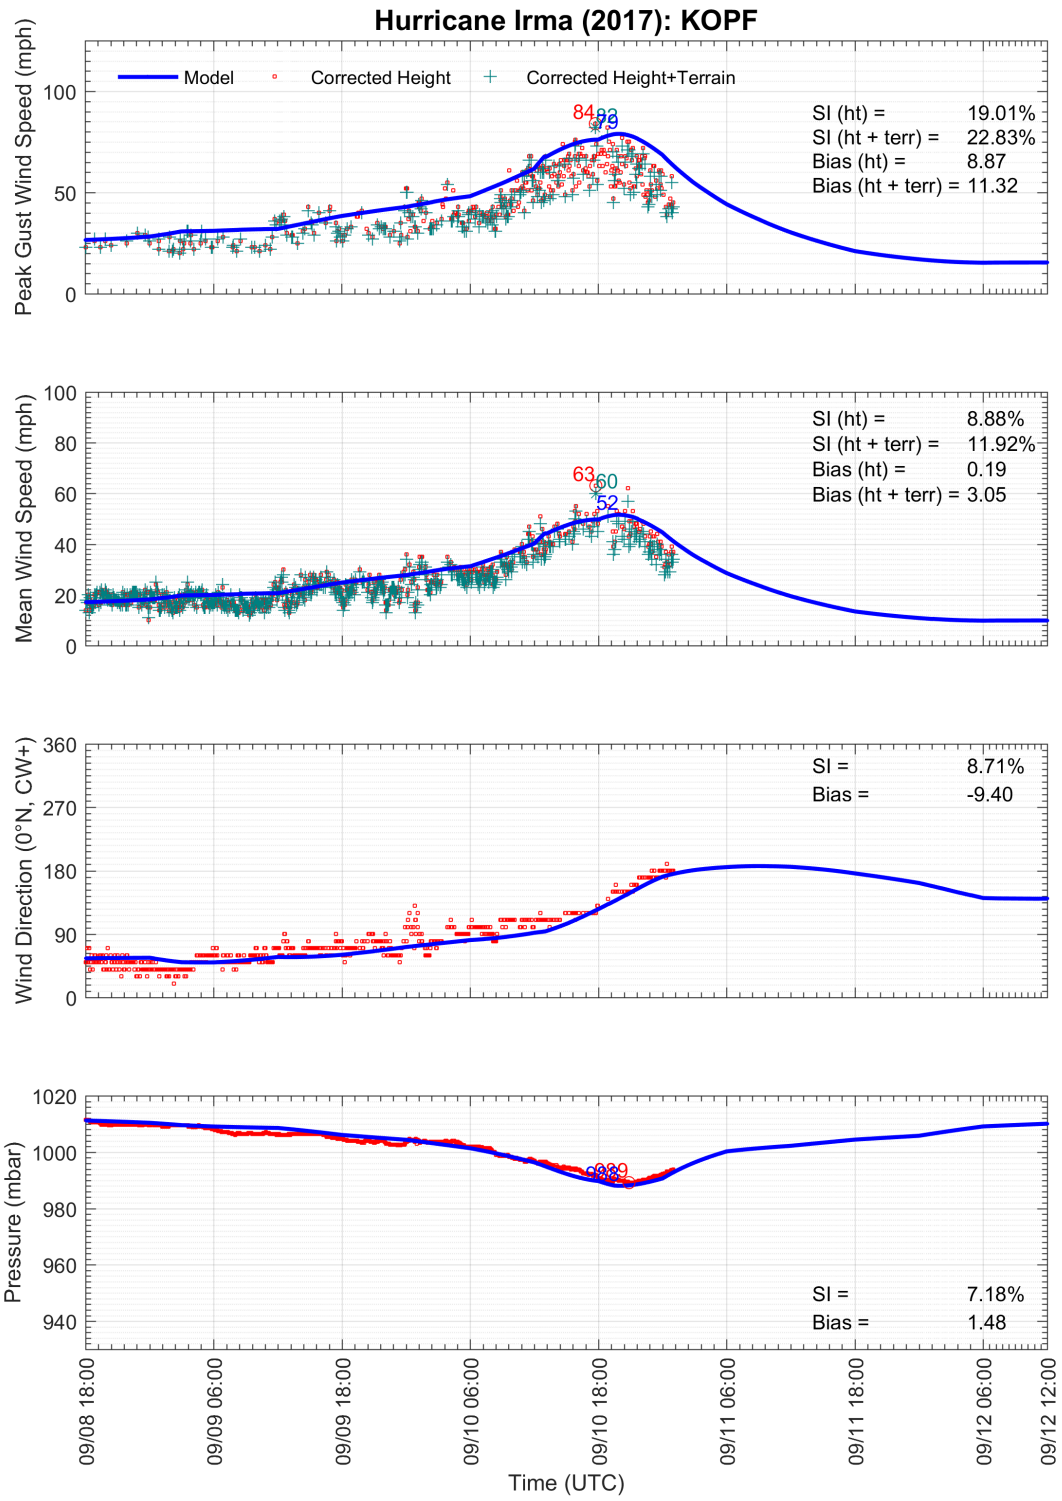 Hurricane Irma (2017): KOPF
Peak Gust Wind Speed (mph)
100
50
0
Model
Corrected Height
Corrected Height+Terrain
84
79
SI (ht) = 19.01%
SI (ht + terr) = 22.83%
Bias (ht) = 8.87
Bias (ht + terr) = 11.32
Mean Wind Speed (mph)
100
80
60
40
20
0
63
60
52
SI (ht) = 8.88%
SI (ht + terr) = 11.92%
Bias (ht) = 0.19
Bias (ht + terr) = 3.05
Wind Direction (0°N, CW+)
360
270
180
90
0
SI = 8.71%
Bias = -9.40
Pressure (mbar)
1020
1000
980
960
940
988
989
SI = 7.18%
Bias = 1.48
09/08 18:00
09/09 06:00
09/09 18:00
09/10 06:00
09/10 18:00
09/11 06:00
09/11 18:00
09/12 06:00
09/12 12:00
Time (UTC)